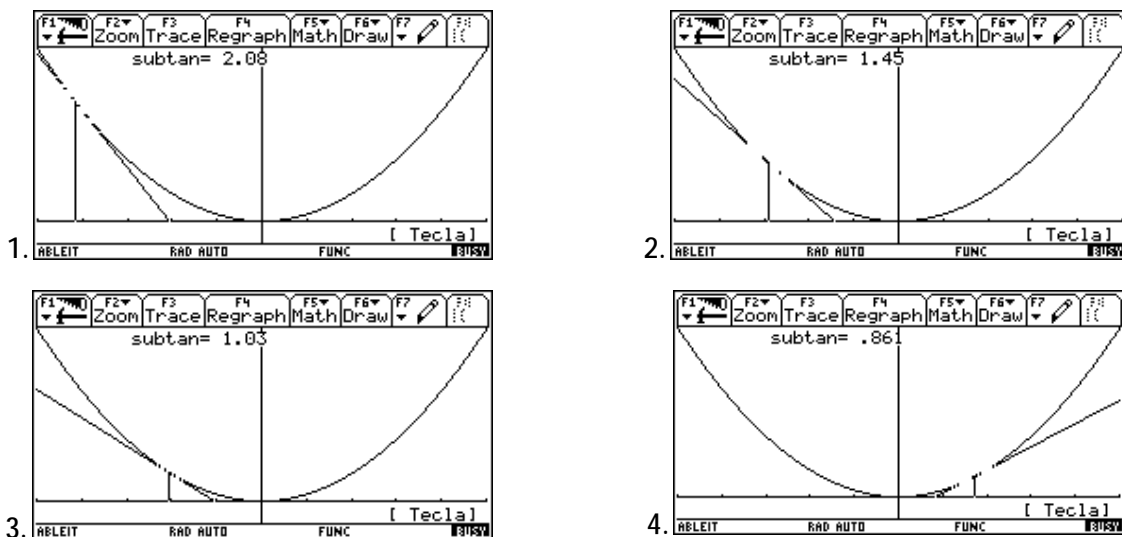 F1 F2 Zoom F3 Trace F4 Regraph F5 Math F6 Draw F7
subtan= 2.08
[ Tecla]
1. ABLEIT RAD AUTO FUNC BUSY
F1 F2 Zoom F3 Trace F4 Regraph F5 Math F6 Draw F7
subtan= 1.45
[ Tecla]
2. ABLEIT RAD AUTO FUNC BUSY
F1 F2 Zoom F3 Trace F4 Regraph F5 Math F6 Draw F7
subtan= 1.03
[ Tecla]
3. ABLEIT RAD AUTO FUNC BUSY
F1 F2 Zoom F3 Trace F4 Regraph F5 Math F6 Draw F7
subtan= .861
[ Tecla]
4. ABLEIT RAD AUTO FUNC BUSY